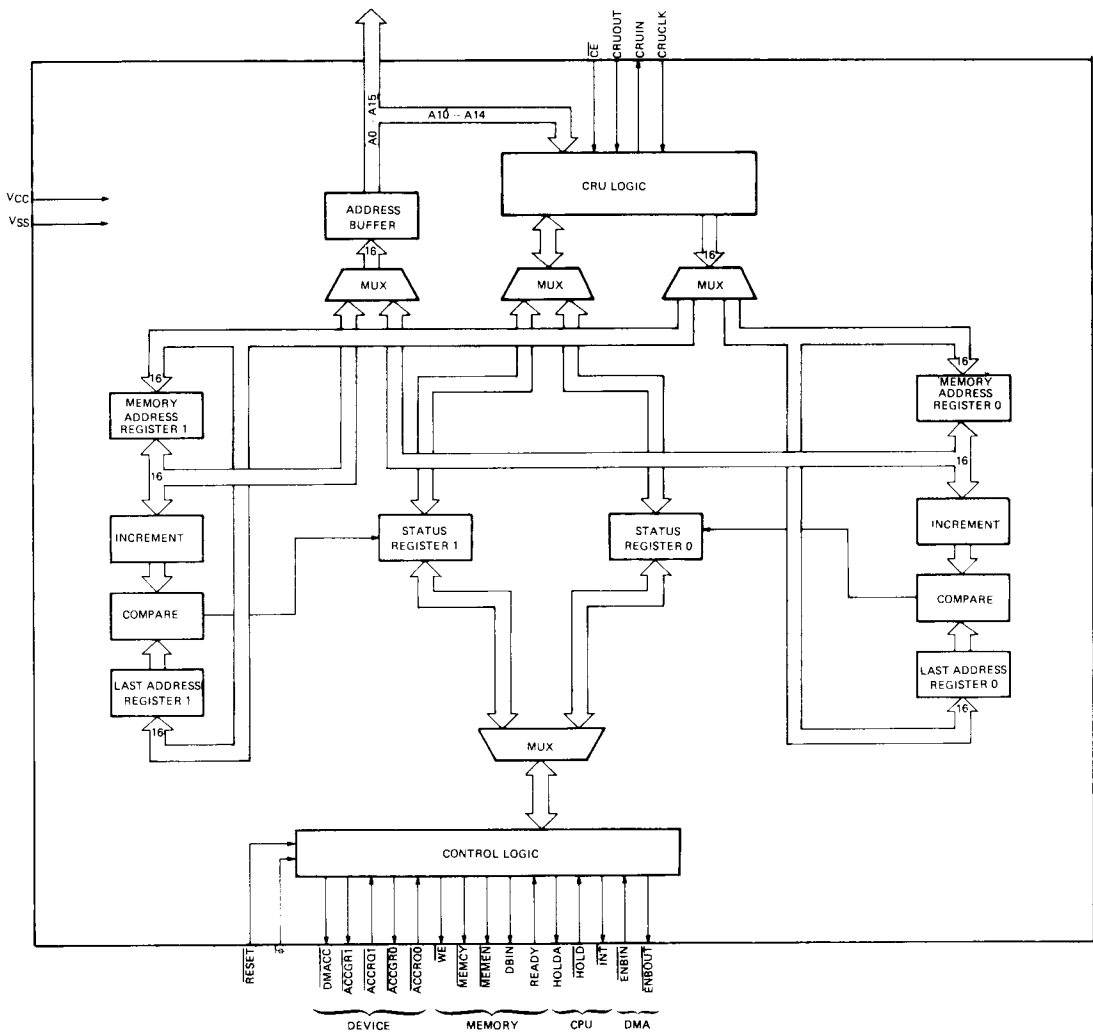 CE
CRUOUT
CRUIN
CRUCLK
A0 -- A15
A10 -- A14
CRU LOGIC
VCC
VSS
ADDRESS
BUFFER
16
MUX
MUX
16
MUX
16
MEMORY
ADDRESS
REGISTER 1
16
MEMORY
ADDRESS
REGISTER 0
16
16
INCREMENT
STATUS
REGISTER 1
STATUS
REGISTER 0
INCREMENT
COMPARE
COMPARE
LAST ADDRESS
REGISTER 1
16
LAST ADDRESS
REGISTER 0
16
MUX
CONTROL LOGIC
RESET
DMACC
ACCGR1
ACCRQ1
ACCGR0
ACCRQ0
WE
MEMCY
MEMEN
DBIN
READY
HOLDA
HOLD
INT
ENBIN
ENBOUT
DEVICE
MEMORY
CPU
DMA